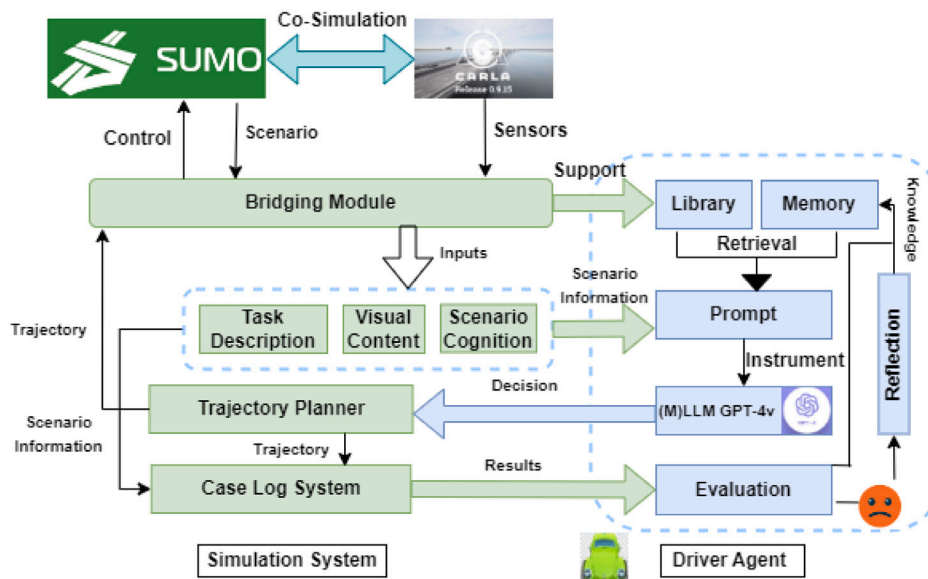 Co-Simulation
SUMO
CARLA
Release 0.9.15
Control
Scenario
Sensors
Support
Bridging Module
Library
Memory
Knowledge
Retrieval
Inputs
Scenario
Information
Task
Description
Visual
Content
Scenario
Cognition
Prompt
Trajectory
Instrument
Reflection
Decision
Trajectory Planner
(M)LLM GPT-4v
Scenario
Information
Trajectory
Results
Case Log System
Evaluation
Simulation System
Driver Agent